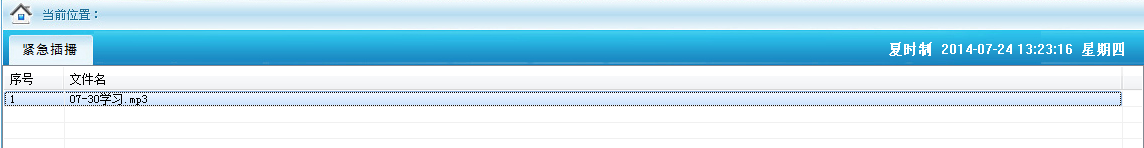 当前位置：
紧急插播
夏时制 2014-07-24 13:23:16 星期四
序号 文件名
1 07-30学习.mp3